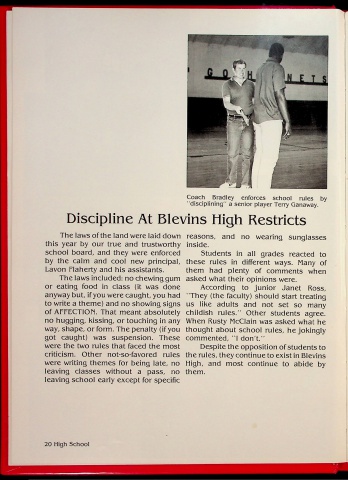 GO HORNETS
Coach Bradley enforces school rules by
"disciplining" a senior player Terry Ganaway.
Discipline At Blevins High Restricts
The laws of the land were laid down
this year by our true and trustworthy
school board, and they were enforced
by the calm and cool new principal,
Lavon Flaherty and his assistants.
The laws included: no chewing gum
or eating food in class (it was done
anyway but, if you were caught, you had
to write a theme) and no showing signs
of AFFECTION. That meant absolutely
no hugging, kissing, or touching in any
way, shape, or form. The penalty (if you
got caught) was suspension. These
were the two rules that faced the most
criticism. Other not-so-favored rules
were writing themes for being late, no
leaving classes without a pass, no
leaving school early except for specific
reasons, and no wearing sunglasses
inside.
Students in all grades reacted to
these rules in different ways. Many of
them had plenty of comments when
asked what their opinions were.
According to junior Janet Ross,
"They (the faculty) should start treating
us like adults and not set so many
childish rules." Other students agree.
When Rusty McClain was asked what he
thought about school rules, he jokingly
commented, "I don't."
Despite the opposition of students to
the rules, they continue to exist in Blevins
High, and most continue to abide by
them.
20 High School